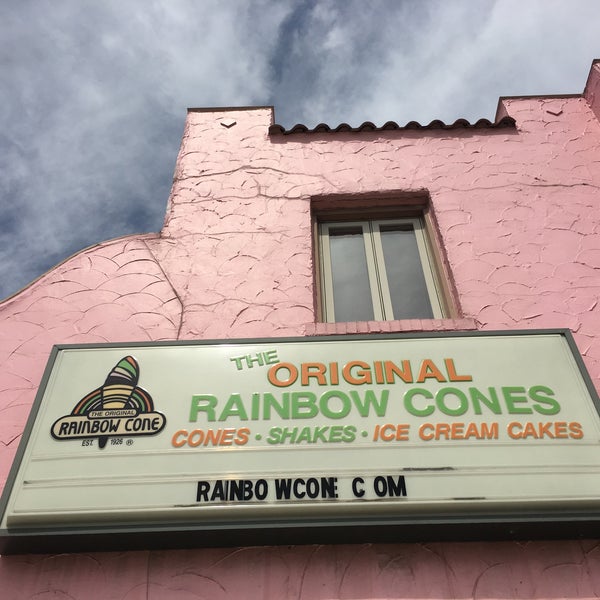 THE
ORIGINAL
RAINBOW CONES
CONES · SHAKES · ICE CREAM CAKES
THE ORIGINAL
RAINBOW CONE
EST. 1926 ®
RAINBO WCONE C OM